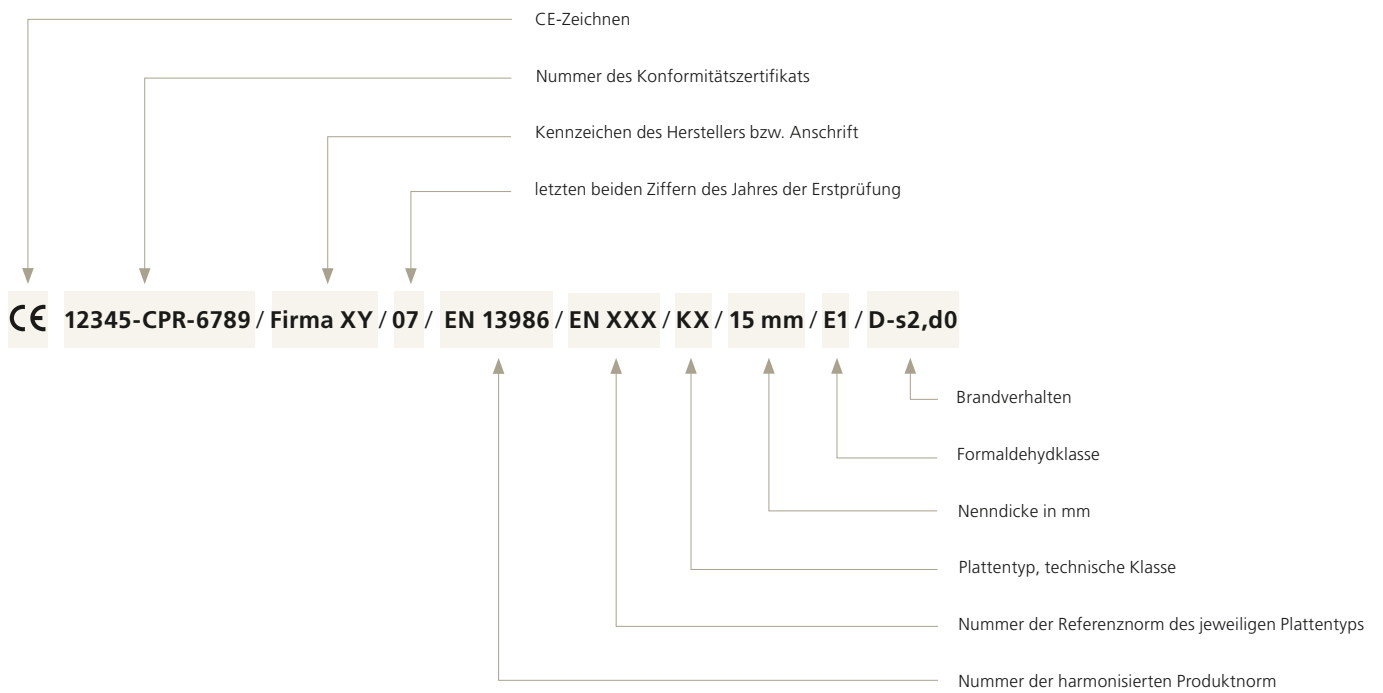 CE-Zeichnen
Nummer des Konformitätszertifikats
Kennzeichen des Herstellers bzw. Anschrift
letzten beiden Ziffern des Jahres der Erstprüfung
CE 12345-CPR-6789 / Firma XY / 07 / EN 13986 / EN XXX / KX / 15 mm / E1 / D-s2,d0
Brandverhalten
Formaldehydklasse
Nenndicke in mm
Plattentyp, technische Klasse
Nummer der Referenznorm des jeweiligen Plattentyps
Nummer der harmonisierten Produktnorm